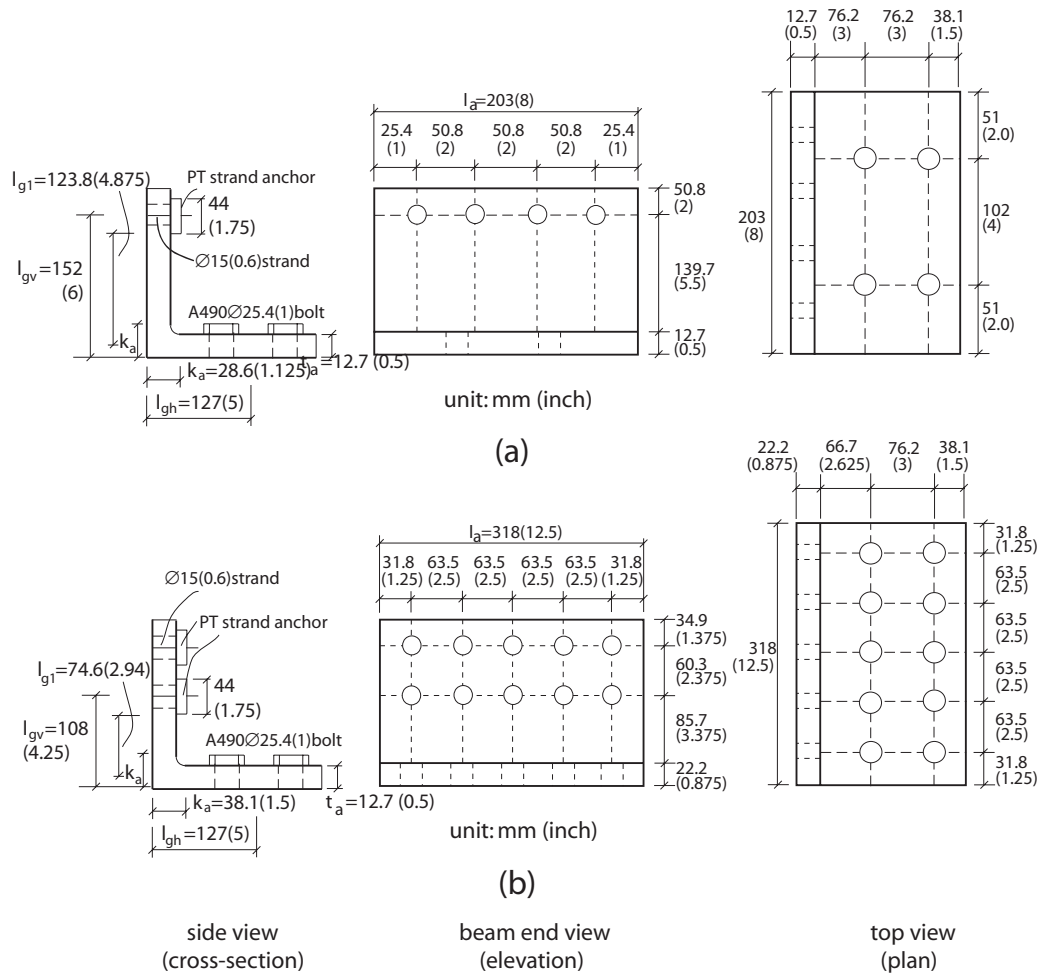 12.7
(0.5)
76.2
(3)
76.2
(3)
38.1
(1.5)
l_a=203(8)
25.4
(1)
50.8
(2)
50.8
(2)
50.8
(2)
25.4
(1)
l_g1=123.8(4.875)
PT strand anchor
44
(1.75)
Ø15(0.6)strand
l_gv=152
(6)
A490Ø25.4(1)bolt
k_a
k_a=28.6(1.125)
t_a=12.7 (0.5)
l_gh=127(5)
50.8
(2)
139.7
(5.5)
12.7
(0.5)
203
(8)
51
(2.0)
102
(4)
51
(2.0)
unit: mm (inch)
(a)
22.2
(0.875)
66.7
(2.625)
76.2
(3)
38.1
(1.5)
l_a=318(12.5)
31.8
(1.25)
63.5
(2.5)
63.5
(2.5)
63.5
(2.5)
63.5
(2.5)
31.8
(1.25)
Ø15(0.6)strand
PT strand anchor
l_g1=74.6(2.94)
44
(1.75)
l_gv=108
(4.25)
A490Ø25.4(1)bolt
k_a
k_a=38.1(1.5)
t_a=12.7 (0.5)
l_gh=127(5)
34.9
(1.375)
60.3
(2.375)
85.7
(3.375)
22.2
(0.875)
318
(12.5)
31.8
(1.25)
63.5
(2.5)
63.5
(2.5)
63.5
(2.5)
63.5
(2.5)
31.8
(1.25)
unit: mm (inch)
(b)
side view
(cross-section)
beam end view
(elevation)
top view
(plan)